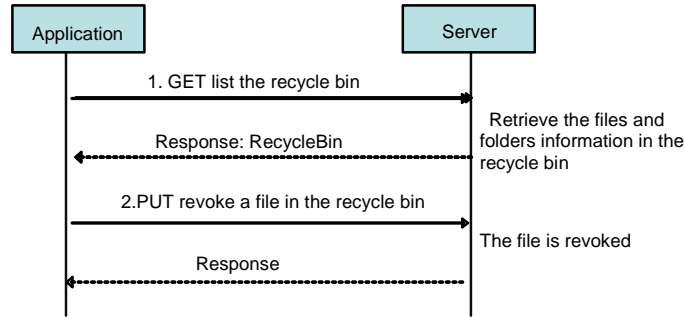 Application
Server
1. GET list the recycle bin
Retrieve the files and
folders information in the
recycle bin
Response: RecycleBin
2.PUT revoke a file in the recycle bin
The file is revoked
Response